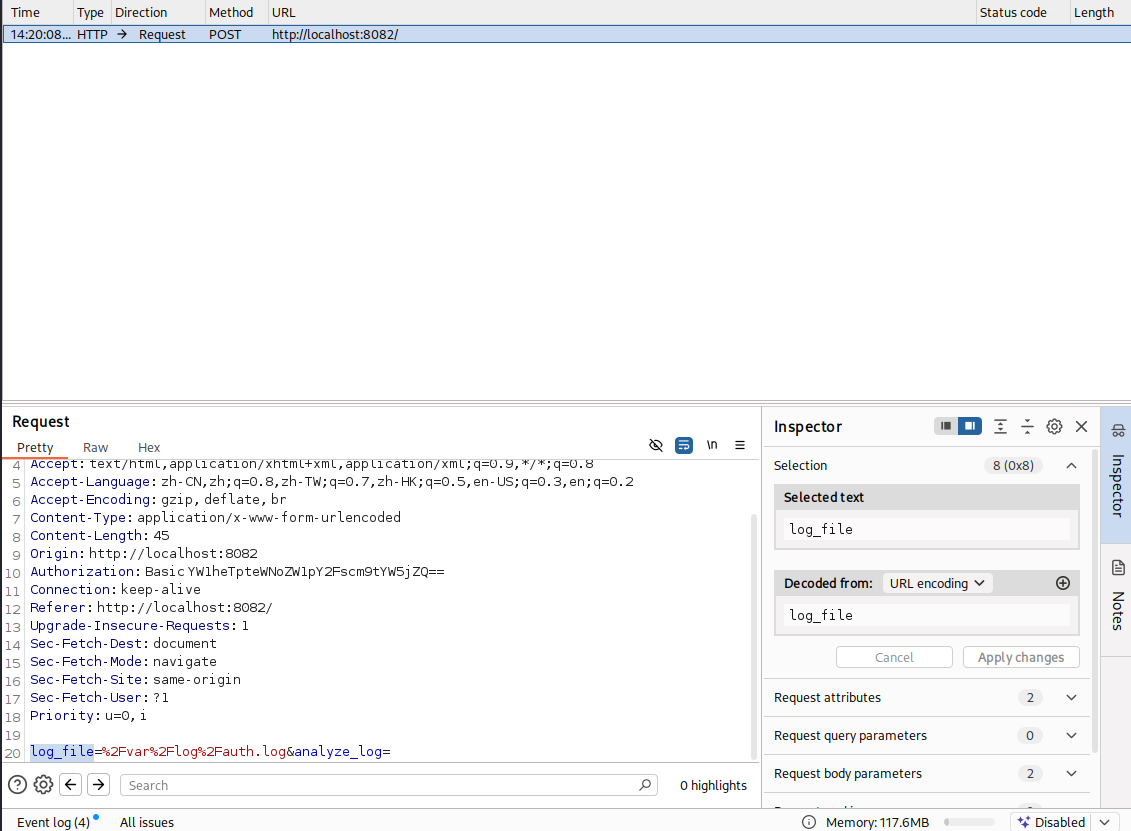 Time Type Direction Method URL Status code Length
14:20:08... HTTP → Request POST http://localhost:8082/
Request
Pretty Raw Hex
\n
4 Accept: text/html,application/xhtml+xml,application/xml;q=0.9,*/*;q=0.8
5 Accept-Language: zh-CN,zh;q=0.8,zh-TW;q=0.7,zh-HK;q=0.5,en-US;q=0.3,en;q=0.2
6 Accept-Encoding: gzip, deflate, br
7 Content-Type: application/x-www-form-urlencoded
8 Content-Length: 45
9 Origin: http://localhost:8082
10 Authorization: Basic YW1heTpteWNoZW1pY2Fscm9tYW5jZQ==
11 Connection: keep-alive
12 Referer: http://localhost:8082/
13 Upgrade-Insecure-Requests: 1
14 Sec-Fetch-Dest: document
15 Sec-Fetch-Mode: navigate
16 Sec-Fetch-Site: same-origin
17 Sec-Fetch-User: ?1
18 Priority: u=0, i
19
20 log_file=%2Fvar%2Flog%2Fauth.log&analyze_log=
Search
0 highlights
Inspector
Selection 8 (0x8)
Selected text
log_file
Decoded from: URL encoding
log_file
Cancel Apply changes
Request attributes 2
Request query parameters 0
Request body parameters 2
Inspector
Notes
Event log (4) All issues
Memory: 117.6MB
Disabled